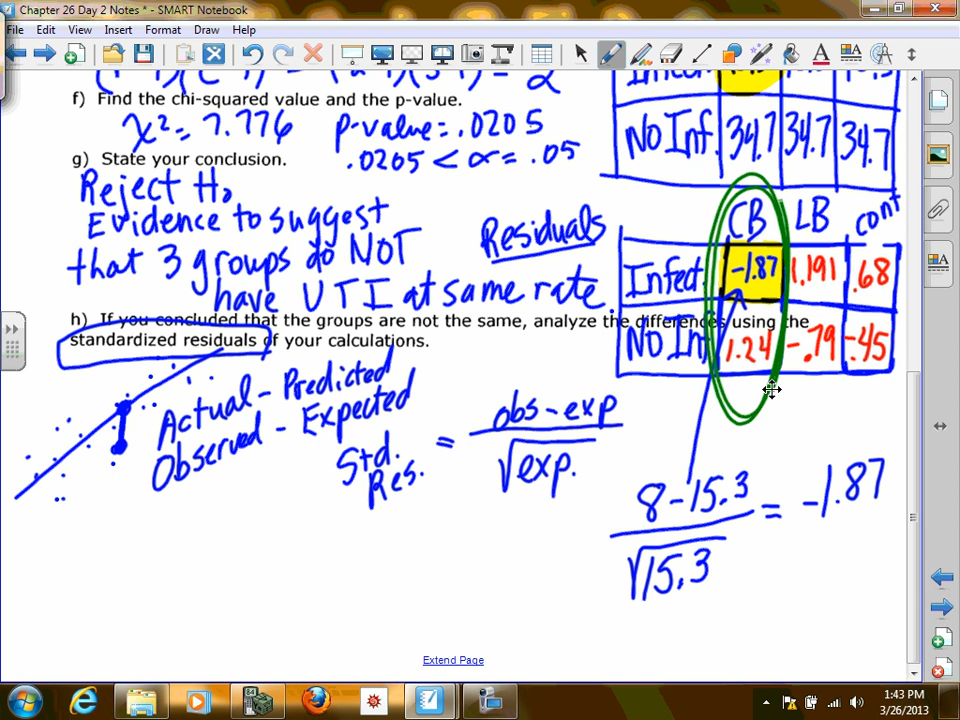 Chapter 26 Day 2 Notes * - SMART Notebook
File Edit View Insert Format Draw Help
f) Find the chi-squared value and the p-value.
χ² = 7.776 p-value = .0205
g) State your conclusion.
.0205 < α = .05
Reject H₀
Evidence to suggest
that 3 groups do NOT
have UTI at same rate
No Inf. 34.7 34.7 34.7
Residuals
CB LB cont
Infect. -1.87 1.191 .68
No Inf 1.24 -.79 -.45
h) If you concluded that the groups are not the same, analyze the differences using the
standardized residuals of your calculations.
Actual - Predicted
Observed - Expected
Std. Res. = obs - exp / √exp.
8 - 15.3 / √15.3 = -1.87
Extend Page
1:43 PM
3/26/2013